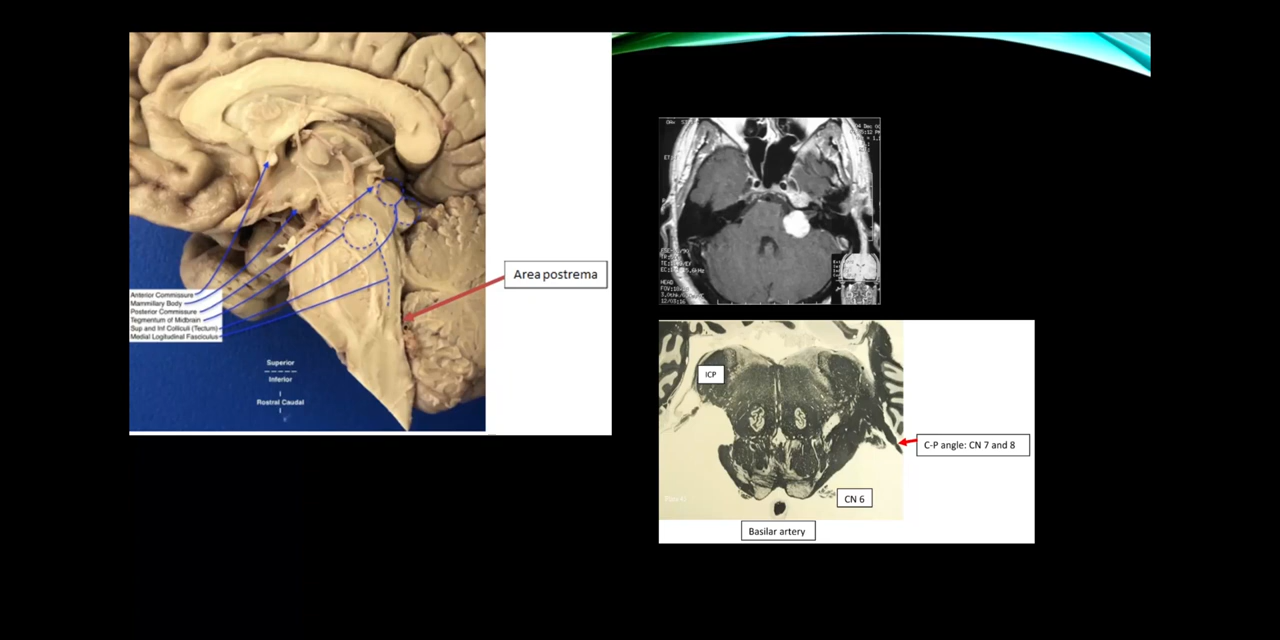 Area postrema
Anterior Commissure
Mammillary Body
Posterior Commissure
Tegmentum of Midbrain
Sup and Inf Colliculi (Tectum)
Medial Logitudinal Fasciculus
Superior
Inferior
Rostral Caudal
HEAD
ICP
C-P angle: CN 7 and 8
CN 6
Basilar artery